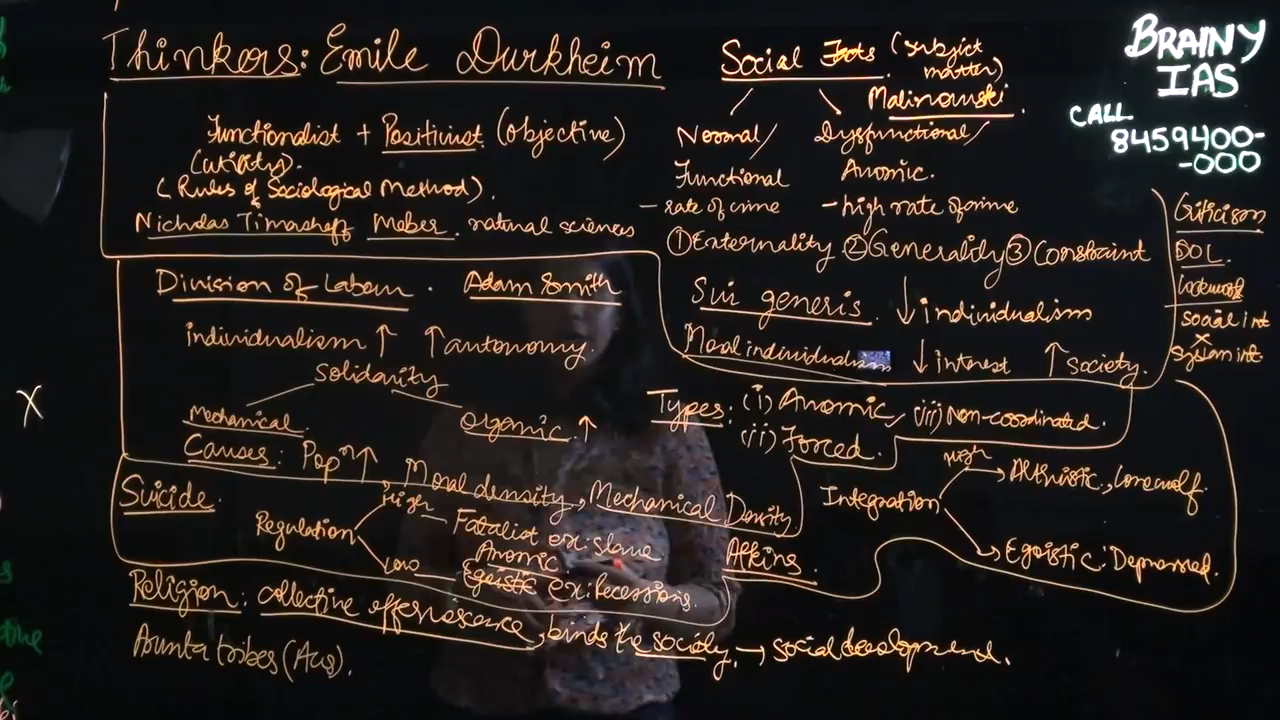 Thinkers: Emile Durkheim
Functionalist + Positivist (objective)
(utility).
(Rules of Sociological Method).
Nicholas Timasheff Weber. natural sciences
Social Facts (subject matter)
Malinowski
Normal/ Functional
- rate of crime
Dysfunctional/ Anomic.
- high rate of crime
① Externality ② Generality ③ Constraint
Sui generis. ↓ individualism
Moral individualism ↓ interest ↑ Society.
BRAINY
IAS
CALL
8459400-
-000
Criticism
DOL.
Lockwood
social int
x
system int.
Division of Labour. Adam Smith
individualism ↑ ↑ autonomy.
Solidarity
Mechanical Organic ↑
Causes: Popⁿ ↑, Moral density, Mechanical Density
Types: (i) Anomic, (iii) Non-coordinated.
(ii) Forced.
X
Suicide.
Regulation
High - Fatalist ex: slave
Low - Anomic
Egoistic ex: Recessions.
Atkins.
Integration
High → Altruistic, Lone wolf.
→ Egoistic: Depressed.
Religion: collective effervescence, binds the society. → social development.
Arunta tribes (Aus).